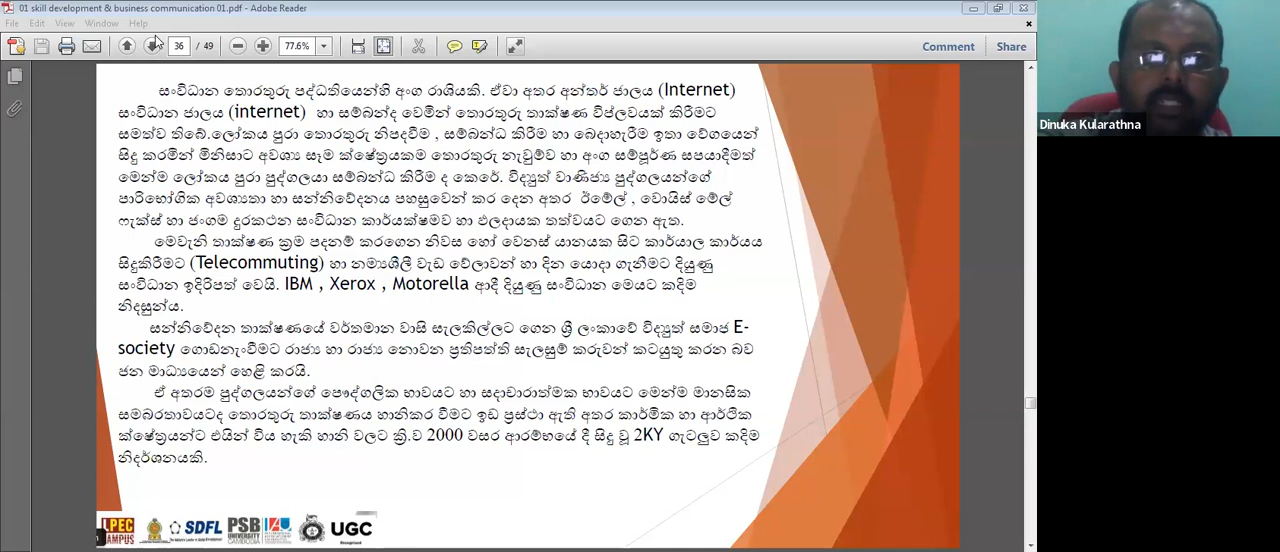 01 skill development & business communication 01.pdf - Adobe Reader
File Edit View Window Help
36 / 49 77.6% Comment Share
Dinuka Kularathna
සංවිධාන තොරතුරු පද්ධතියෙන්හි අංග රාශියකි. ඒවා අතර අන්තර් ජාලය (Internet)
සංවිධාන ජාලය (internet) හා සම්බන්ද වෙමින් තොරතුරු තාක්ෂණ විප්ලවයක් කිරීමට
සමත්ව තිබේ.ලෝකය පුරා තොරතුරු නිපදවීම , සම්බන්ධ කිරීම හා බෙදාහැරීම ඉතා වේගයෙන්
සිදු කරමින් මිනිසාට අවශ්‍ය සෑම ක්ෂේත්‍රයකම තොරතුරු නැවුම්ව හා අංග සම්පූර්ණ සපයාදීමත්
මෙන්ම ලෝකය පුරා පුද්ගලයා සම්බන්ධ කිරීම ද කෙරේ. විද්‍යුත් වාණිජ්‍ය පුද්ගලයන්ගේ
පාරිභෝගික අවශ්‍යතා හා සන්නිවේදනය පහසුවෙන් කර දෙන අතර ඊමේල් , වොයිස් මේල්
ෆැක්ස් හා ජංගම දුරකථන සංවිධාන කාර්යක්ෂමව හා ඵලදායක තත්වයට ගෙන ඇත.
මෙවැනි තාක්ෂණ ක්‍රම පදනම් කරගෙන නිවස හෝ වෙනස් යානයක සිට කාර්යාල කාර්යය
සිදුකිරීමට (Telecommuting) හා නම්‍යශීලී වැඩ වේලාවන් හා දින යොදා ගැනීමට දියුණු
සංවිධාන ඉදිරිපත් වෙයි. IBM , Xerox , Motorella ආදී දියුණු සංවිධාන මෙයට කදිම
නිදසුන්ය.
සන්නිවේදන තාක්ෂණයේ වර්තමාන වාසි සැලකිල්ලට ගෙන ශ්‍රී ලංකාවේ විද්‍යුත් සමාජ E-
society ගොඩනැංවීමට රාජ්‍ය හා රාජ්‍ය නොවන ප්‍රතිපත්ති සැලසුම් කරුවන් කටයුතු කරන බව
ජන මාධ්‍යයෙන් හෙළි කරයි.
ඒ අතරම පුද්ගලයන්ගේ පෞද්ගලික භාවයට හා සදාචාරාත්මක භාවයට මෙන්ම මානසික
සමබරතාවයටද තොරතුරු තාක්ෂණය හානිකර වීමට ඉඩ ප්‍රස්ථා ඇති අතර කාර්මික හා ආර්ථික
ක්ෂේත්‍රයන්ට එයින් විය හැකි හානි වලට ක්‍රි.ව 2000 වසර ආරම්භයේ දී සිදු වූ 2KY ගැටලුව කදිම
නිදර්ශනයකි.
LPEC CAMPUS SDFL PSB UNIVERSITY CAMBODIA UGC